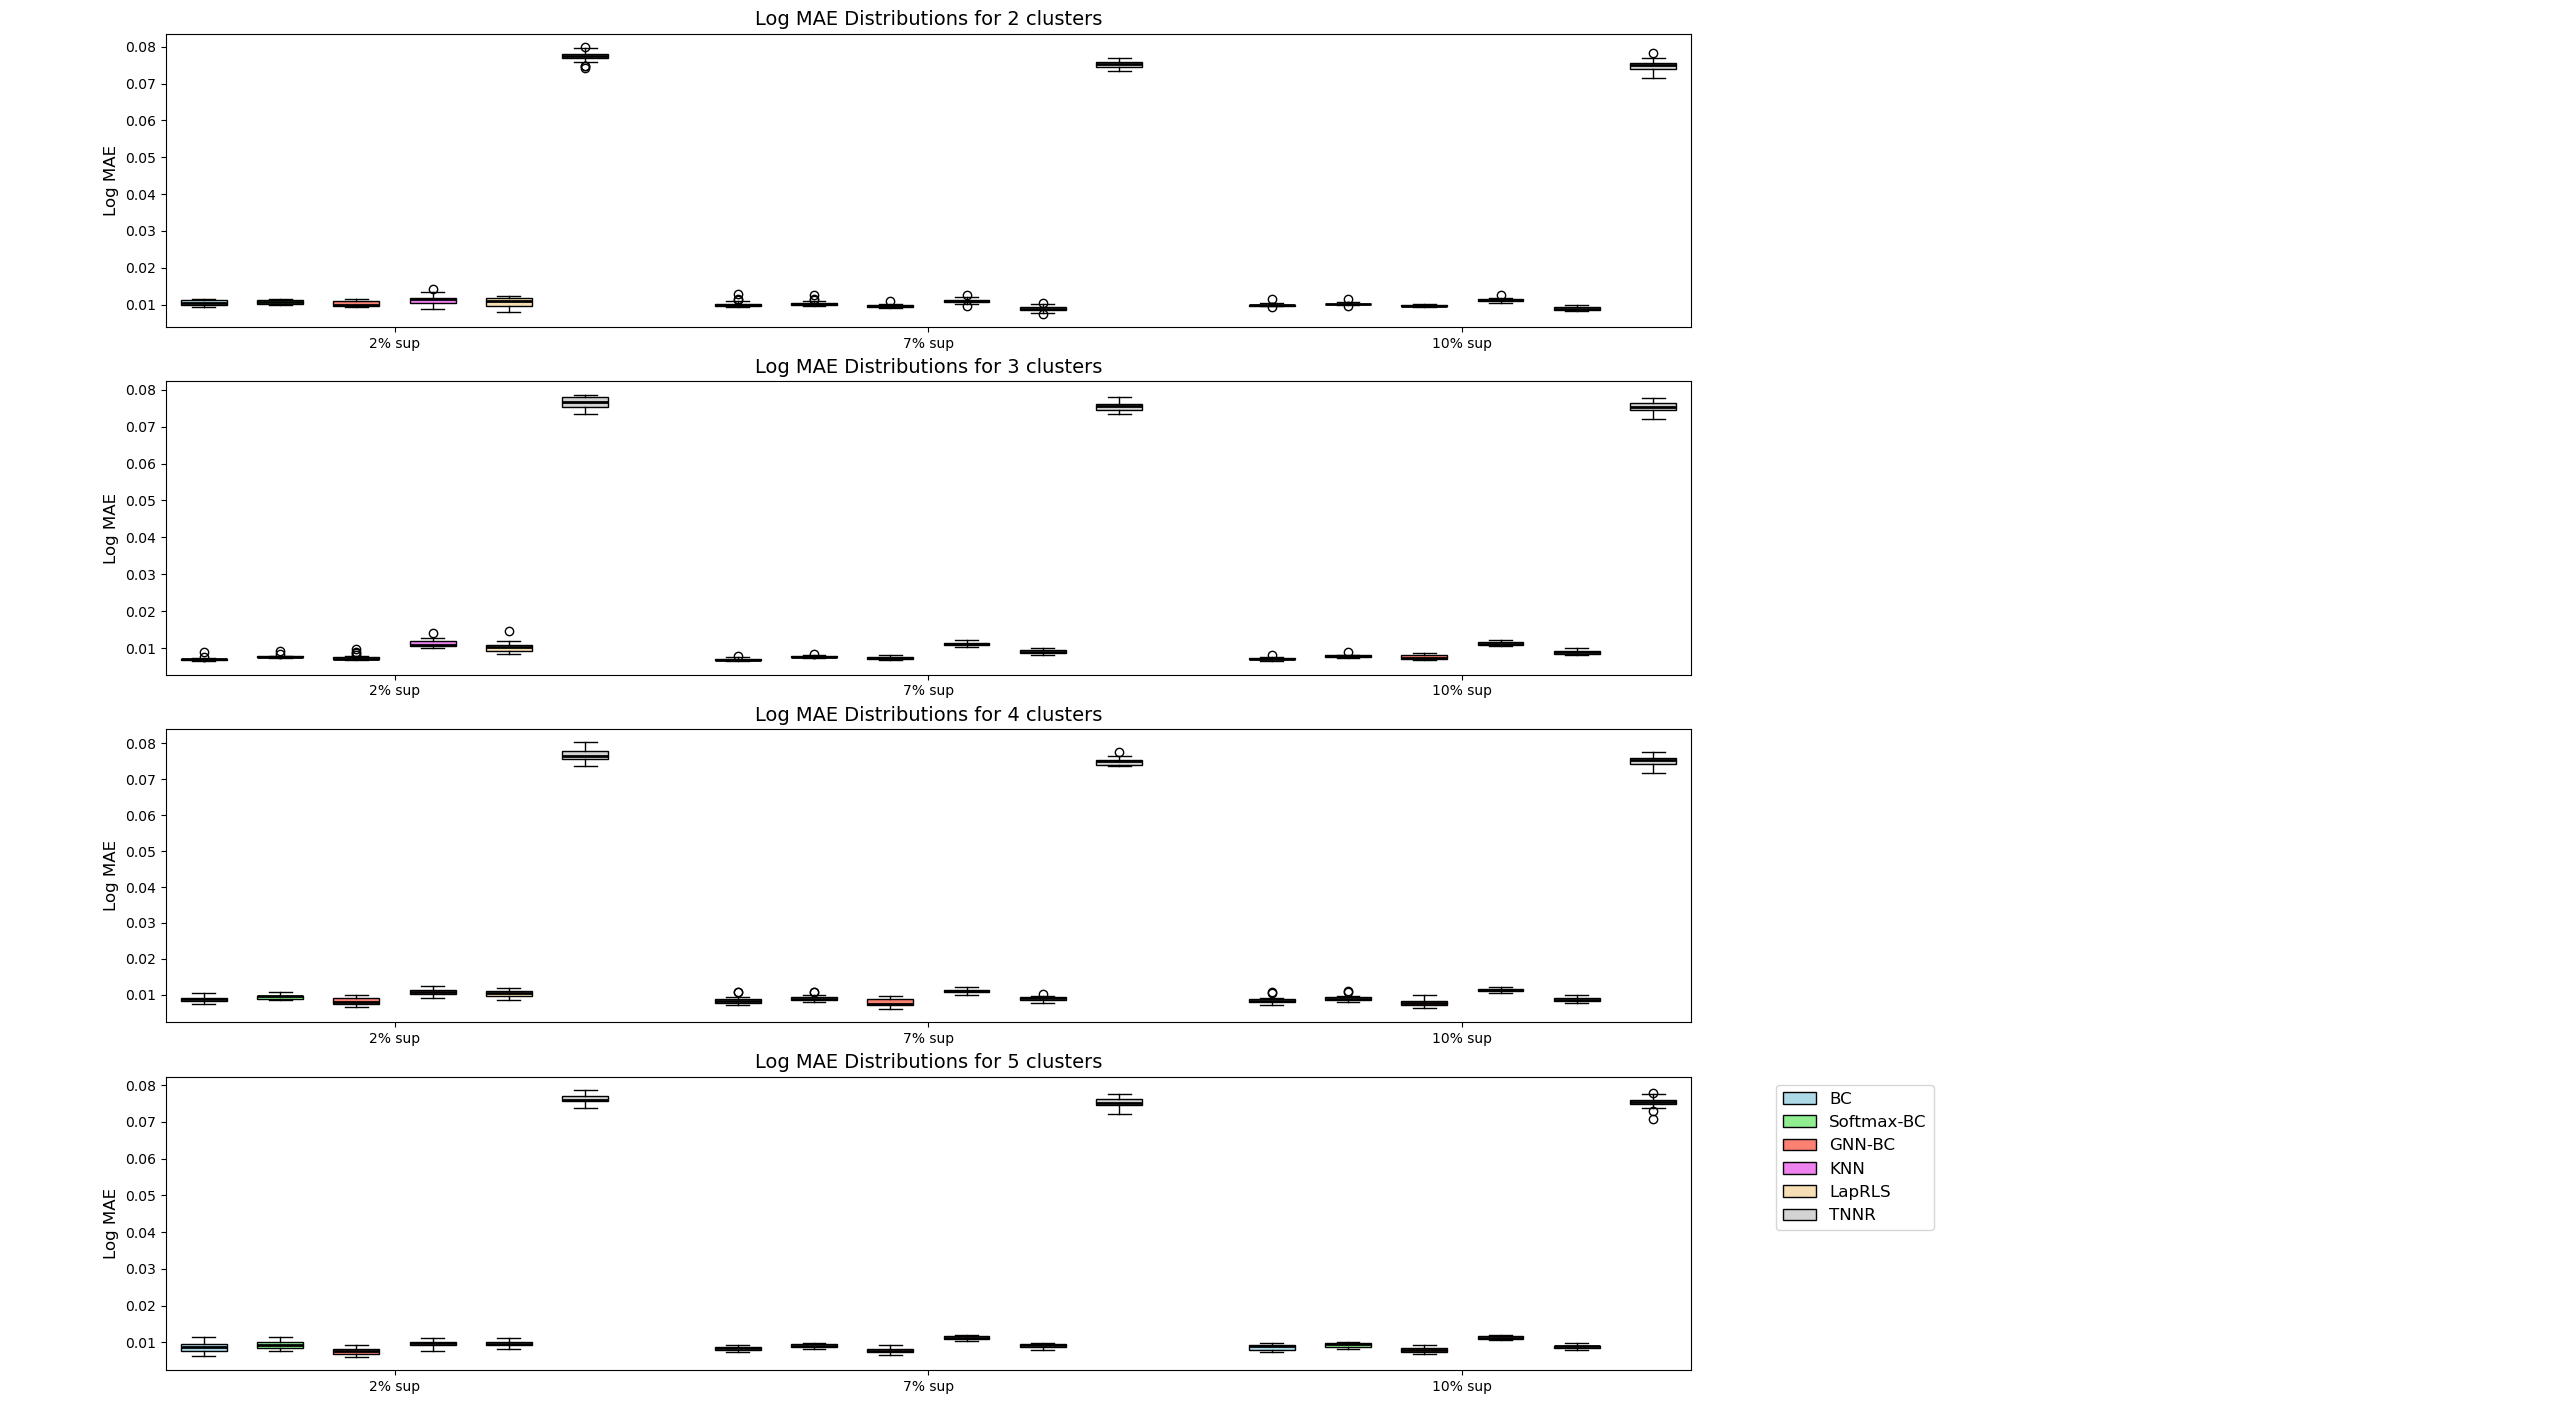 Log MAE Distributions for 2 clusters
Log MAE
0.08
0.07
0.06
0.05
0.04
0.03
0.02
0.01
2% sup 7% sup 10% sup
Log MAE Distributions for 3 clusters
Log MAE
0.08
0.07
0.06
0.05
0.04
0.03
0.02
0.01
2% sup 7% sup 10% sup
Log MAE Distributions for 4 clusters
Log MAE
0.08
0.07
0.06
0.05
0.04
0.03
0.02
0.01
2% sup 7% sup 10% sup
Log MAE Distributions for 5 clusters
Log MAE
0.08
0.07
0.06
0.05
0.04
0.03
0.02
0.01
2% sup 7% sup 10% sup
BC
Softmax-BC
GNN-BC
KNN
LapRLS
TNNR